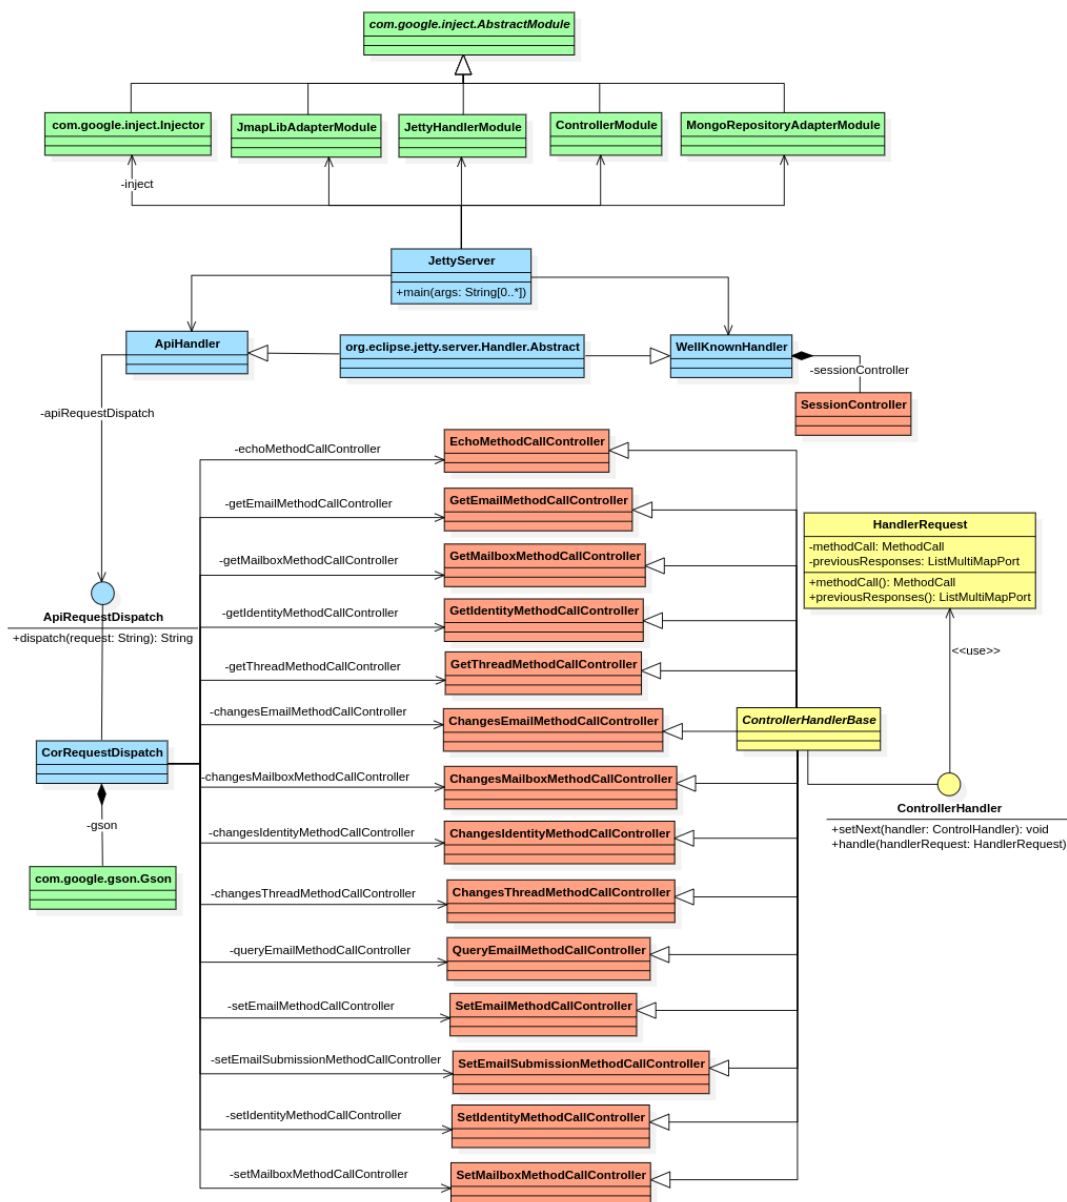 com.google.inject.AbstractModule
com.google.inject.Injector
JmapLibAdapterModule
JettyHandlerModule
ControllerModule
MongoRepositoryAdapterModule
-inject
JettyServer
+main(args: String[0..*])
ApiHandler
org.eclipse.jetty.server.Handler.Abstract
WellKnownHandler
-sessionController
SessionController
-apiRequestDispatch
-echoMethodCallController
EchoMethodCallController
-getEmailMethodCallController
GetEmailMethodCallController
HandlerRequest
-methodCall: MethodCall
-previousResponses: ListMultiMapPort
+methodCall(): MethodCall
+previousResponses(): ListMultiMapPort
-getMailboxMethodCallController
GetMailboxMethodCallController
-getIdentityMethodCallController
GetIdentityMethodCallController
ApiRequestDispatch
+dispatch(request: String): String
<<use>>
-getThreadMethodCallController
GetThreadMethodCallController
-changesEmailMethodCallController
ChangesEmailMethodCallController
ControllerHandlerBase
CorRequestDispatch
-changesMailboxMethodCallController
ChangesMailboxMethodCallController
ControllerHandler
+setNext(handler: ControlHandler): void
+handle(handlerRequest: HandlerRequest)
-gson
-changesIdentityMethodCallController
ChangesIdentityMethodCallController
com.google.gson.Gson
-changesThreadMethodCallController
ChangesThreadMethodCallController
-queryEmailMethodCallController
QueryEmailMethodCallController
-setEmailMethodCallController
SetEmailMethodCallController
-setEmailSubmissionMethodCallController
SetEmailSubmissionMethodCallController
-setIdentityMethodCallController
SetIdentityMethodCallController
-setMailboxMethodCallController
SetMailboxMethodCallController